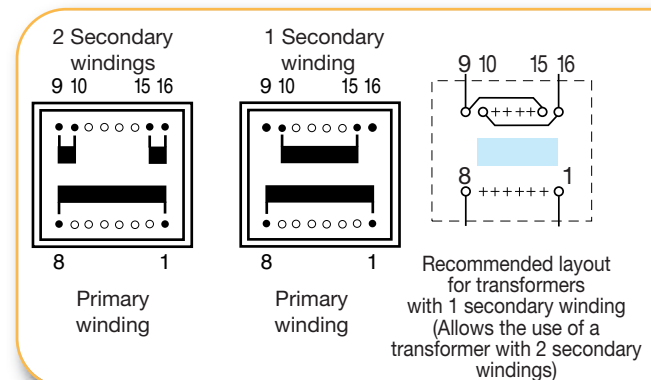 2 Secondary
windings
9 10 15 16
8 1
Primary
winding
1 Secondary
winding
9 10 15 16
8 1
Primary
winding
9 10 15 16
8 1
Recommended layout
for transformers
with 1 secondary winding
(Allows the use of a
transformer with 2 secondary
windings)